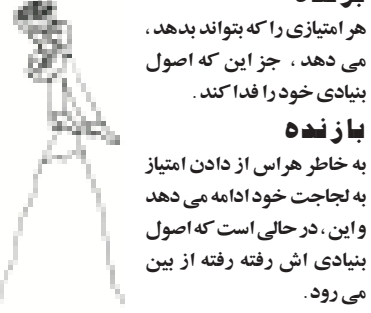 هر امتیازی را که بتواند بدهد،
می دهد ، جز این که اصول
بنیادی خود را فدا کند .
بازنده
به خاطر هراس از دادن امتیاز
به لجاجت خود ادامه می دهد
و این ، در حالی است که اصول
بنیادی اش رفته رفته از بین
می رود .